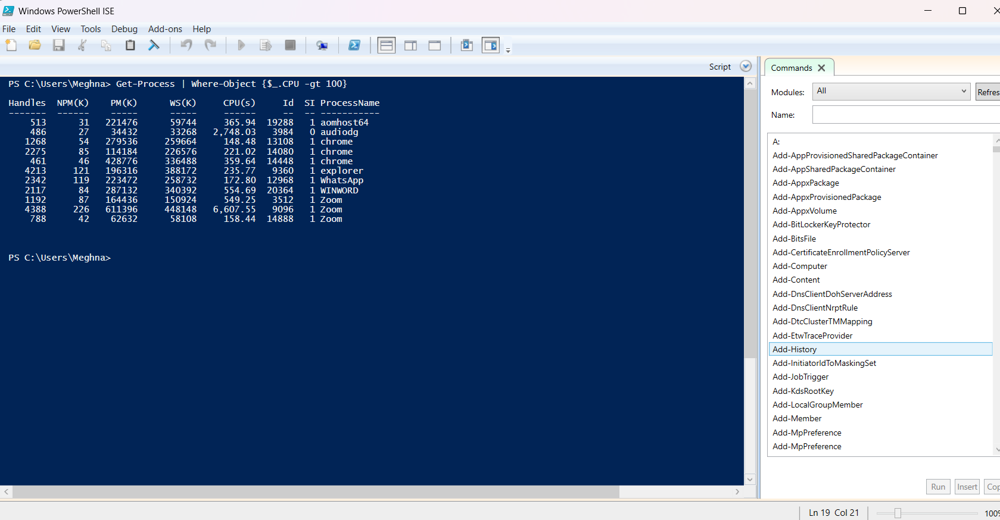 Windows PowerShell ISE
File Edit View Tools Debug Add-ons Help
Script
PS C:\Users\Meghna> Get-Process | Where-Object {$_.CPU -gt 100}
Handles NPM(K) PM(K) WS(K) CPU(s) Id SI ProcessName
------- ------ ----- ----- ------ -- -- -----------
513 31 221476 59744 365.94 19288 1 aomhost64
486 27 34432 33268 2,748.03 3984 0 audiodg
1268 54 279536 259664 148.48 13108 1 chrome
2275 85 114184 226576 221.02 14080 1 chrome
461 46 428776 336488 359.64 14448 1 chrome
4213 121 196316 388172 235.77 9360 1 explorer
2342 119 223472 258732 172.80 12968 1 WhatsApp
2117 84 287132 340392 554.69 20364 1 WINWORD
1192 87 164436 150924 549.25 3512 1 Zoom
4388 226 611396 448148 6,607.55 9096 1 Zoom
788 42 62632 58108 158.44 14888 1 Zoom
PS C:\Users\Meghna>
Commands
Modules: All Refres
Name:
A:
Add-AppProvisionedSharedPackageContainer
Add-AppSharedPackageContainer
Add-AppxPackage
Add-AppxProvisionedPackage
Add-AppxVolume
Add-BitLockerKeyProtector
Add-BitsFile
Add-CertificateEnrollmentPolicyServer
Add-Computer
Add-Content
Add-DnsClientDohServerAddress
Add-DnsClientNrptRule
Add-DtcClusterTMMapping
Add-EtwTraceProvider
Add-History
Add-InitiatorIdToMaskingSet
Add-JobTrigger
Add-KdsRootKey
Add-LocalGroupMember
Add-Member
Add-MpPreference
Add-MpPreference
Run Insert Cop
Ln 19 Col 21
100%